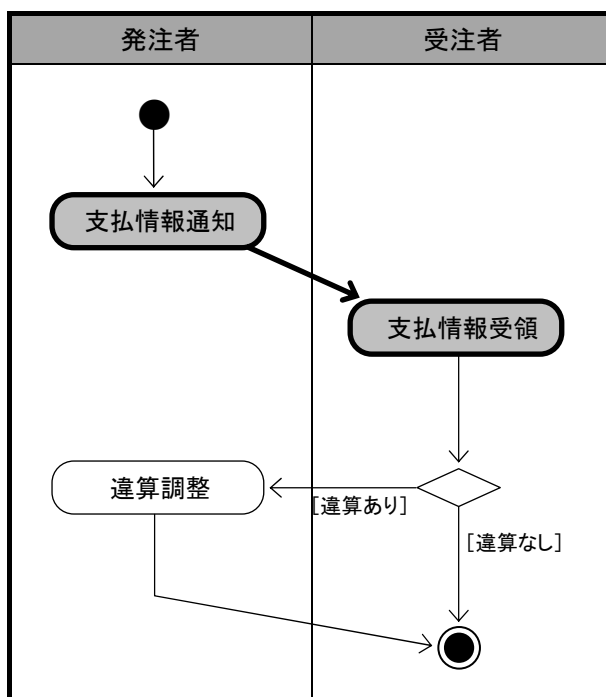 発注者
受注者
支払情報通知
支払情報受領
違算調整
[違算あり]
[違算なし]